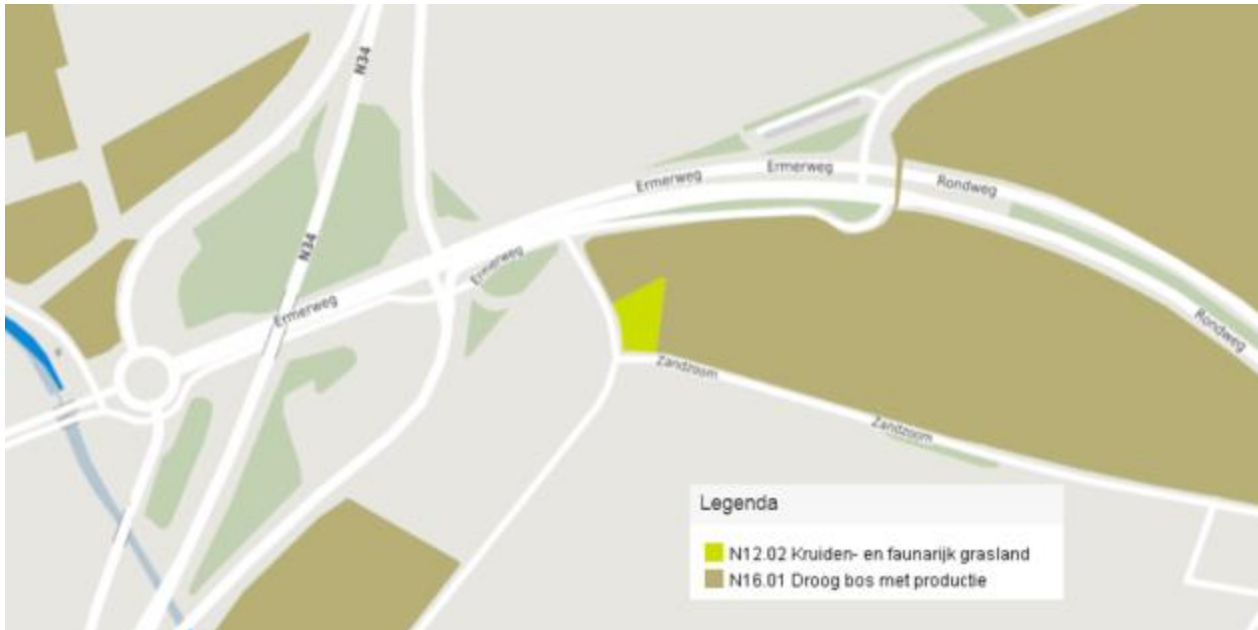 N34
Ermerweg
Ermerweg
Rondweg
N34
Ermerweg
Ermerweg
Rondweg
Zandzoom
Zandzoom
Legenda
N12.02 Kruiden- en faunarijk grasland
N16.01 Droog bos met productie